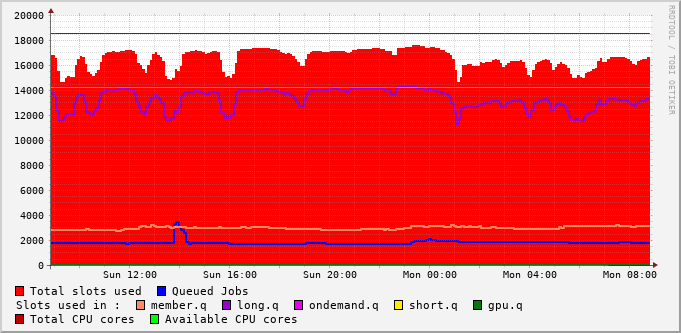 RRDTOOL / TOBI OETIKER
20000
18000
16000
14000
12000
10000
8000
6000
4000
2000
0
Sun 12:00 Sun 16:00 Sun 20:00 Mon 00:00 Mon 04:00 Mon 08:00
Total slots used Queued Jobs
Slots used in : member.q long.q ondemand.q short.q gpu.q
Total CPU cores Available CPU cores